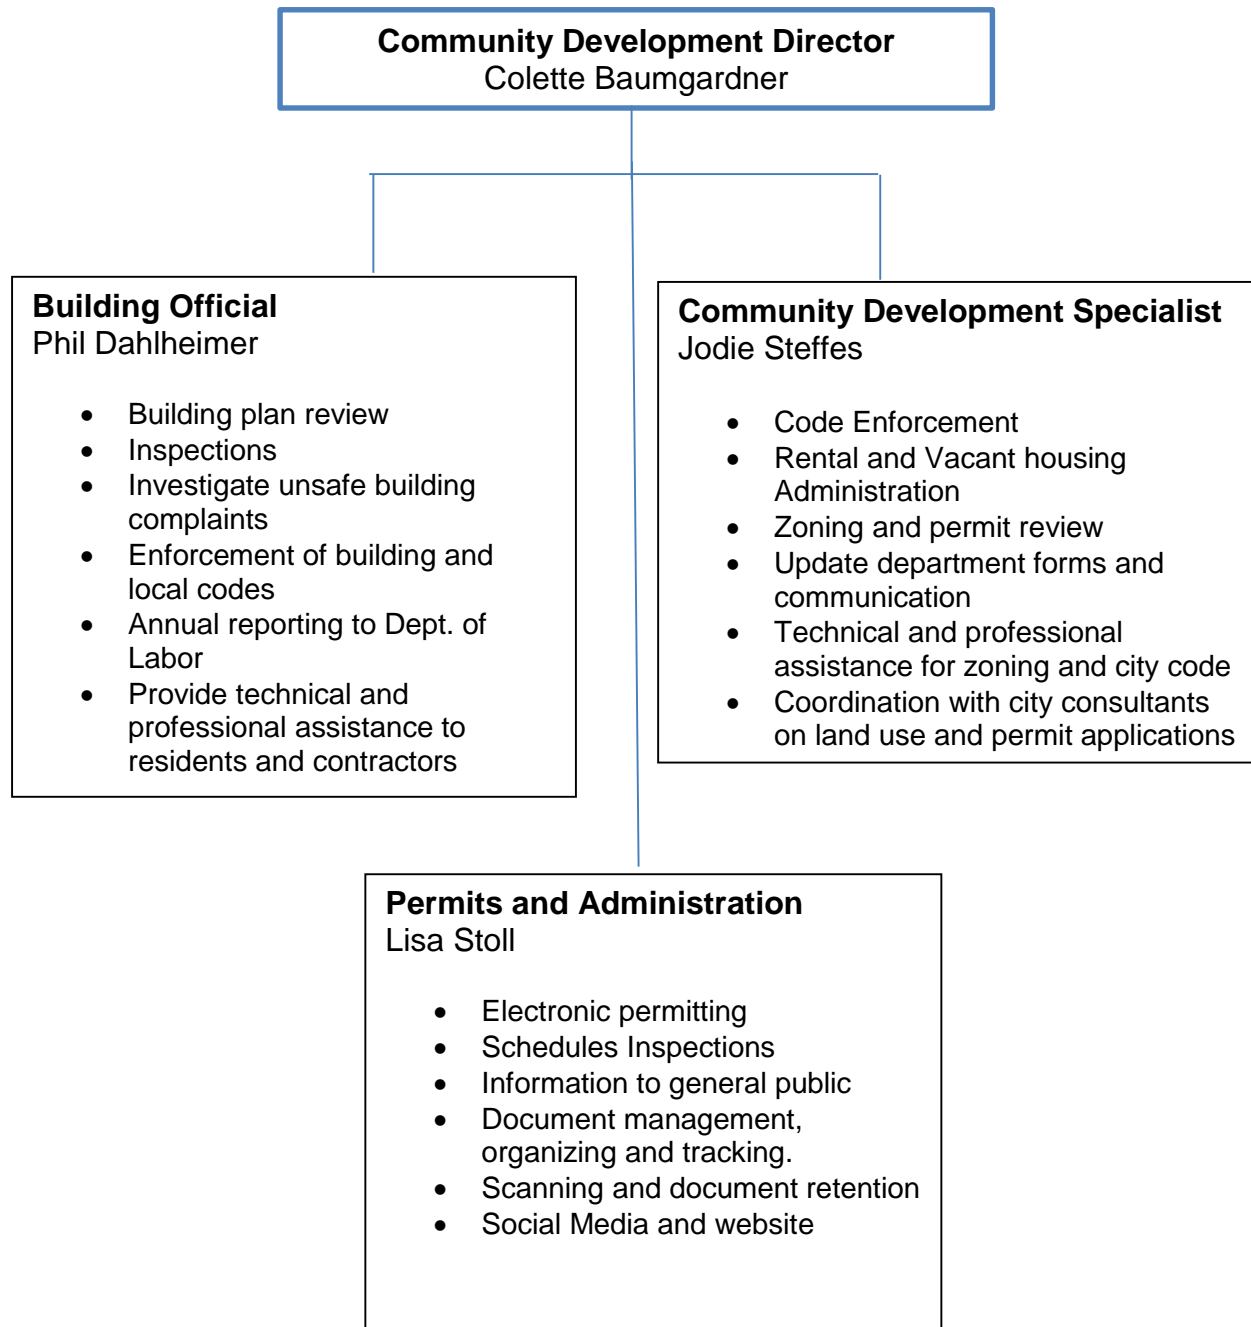 Community Development Director
Colette Baumgardner
Building Official
Phil Dahlheimer
• Building plan review
• Inspections
• Investigate unsafe building
complaints
• Enforcement of building and
local codes
• Annual reporting to Dept. of
Labor
• Provide technical and
professional assistance to
residents and contractors
Community Development Specialist
Jodie Steffes
• Code Enforcement
• Rental and Vacant housing
Administration
• Zoning and permit review
• Update department forms and
communication
• Technical and professional
assistance for zoning and city code
• Coordination with city consultants
on land use and permit applications
Permits and Administration
Lisa Stoll
• Electronic permitting
• Schedules Inspections
• Information to general public
• Document management,
organizing and tracking.
• Scanning and document retention
• Social Media and website